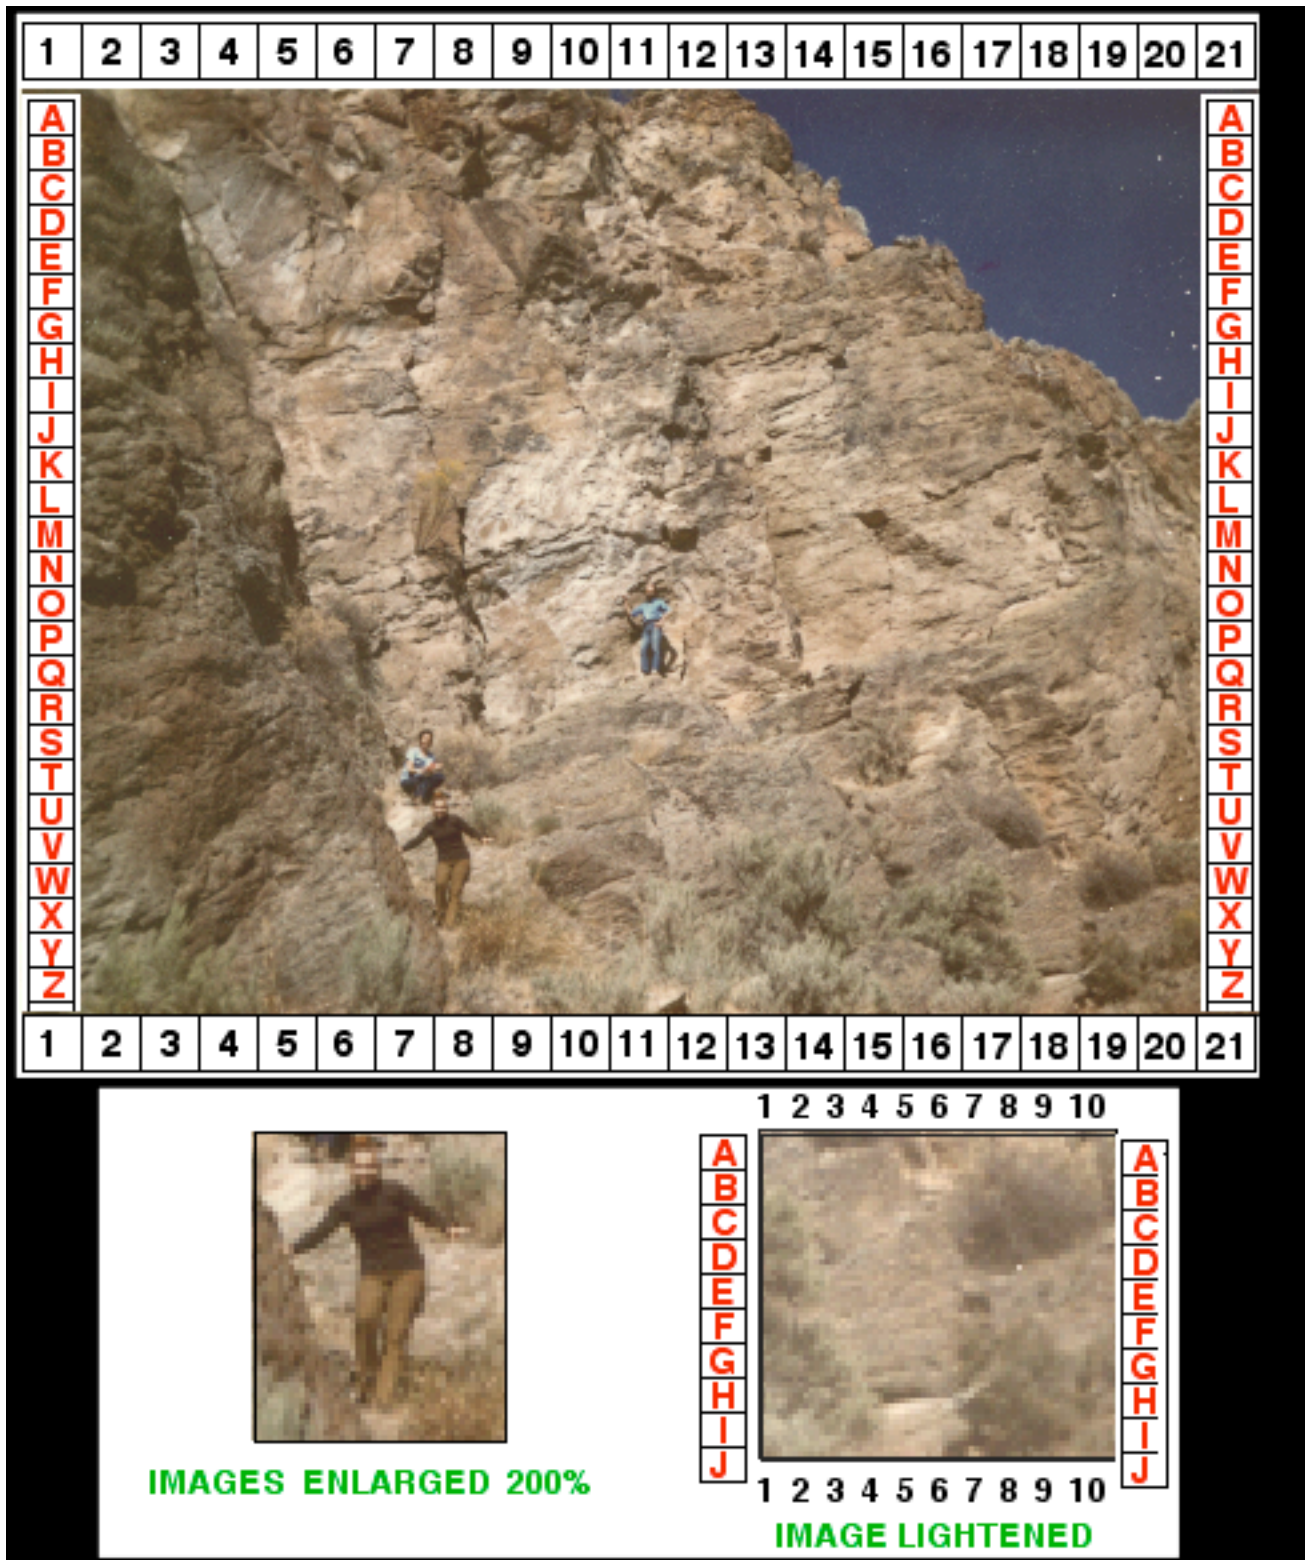 1 2 3 4 5 6 7 8 9 10 11 12 13 14 15 16 17 18 19 20 21
A A
B B
C C
D D
E E
F F
G G
H H
I I
J J
K K
L L
M M
N N
O O
P P
Q Q
R R
S S
T T
U U
V V
W W
X X
Y Y
Z Z
1 2 3 4 5 6 7 8 9 10 11 12 13 14 15 16 17 18 19 20 21
1 2 3 4 5 6 7 8 9 10
A A
B B
C C
D D
E E
F F
G G
H H
I I
J J
1 2 3 4 5 6 7 8 9 10
IMAGES ENLARGED 200%
IMAGE LIGHTENED